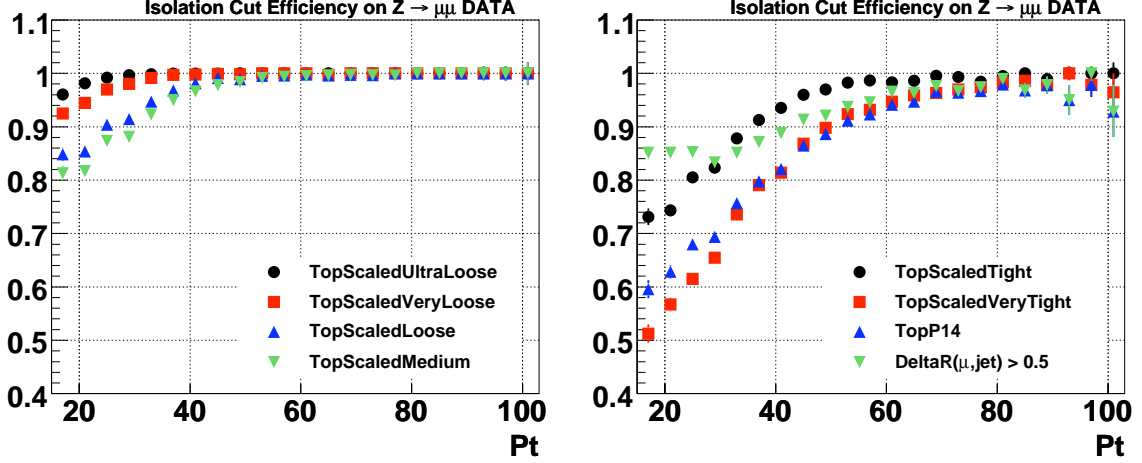 Isolation Cut Efficiency on Z → μμ DATA
1.1
1
0.9
0.8
0.7
0.6
0.5
0.4
TopScaledUltraLoose
TopScaledVeryLoose
TopScaledLoose
TopScaledMedium
20 40 60 80 100
Pt
Isolation Cut Efficiency on Z → μμ DATA
1.1
1
0.9
0.8
0.7
0.6
0.5
0.4
TopScaledTight
TopScaledVeryTight
TopP14
DeltaR(μ,jet) > 0.5
20 40 60 80 100
Pt